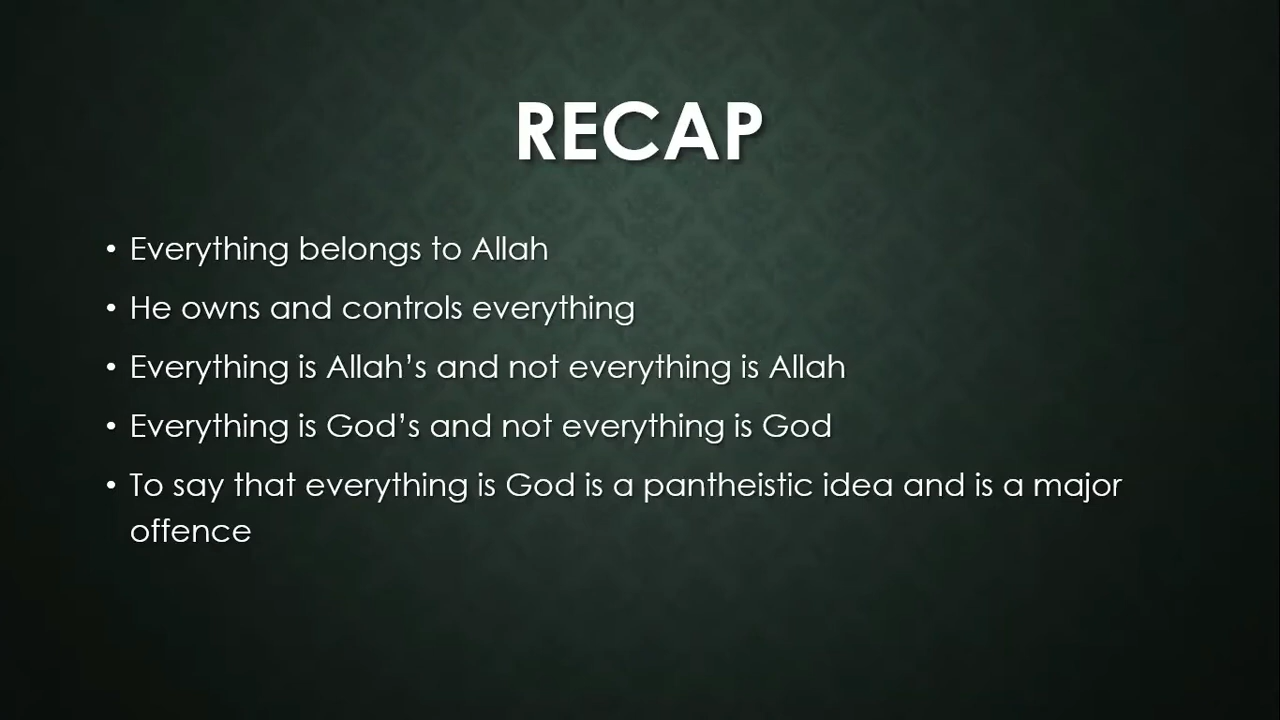 RECAP
• Everything belongs to Allah
• He owns and controls everything
• Everything is Allah’s and not everything is Allah
• Everything is God’s and not everything is God
• To say that everything is God is a pantheistic idea and is a major
offence